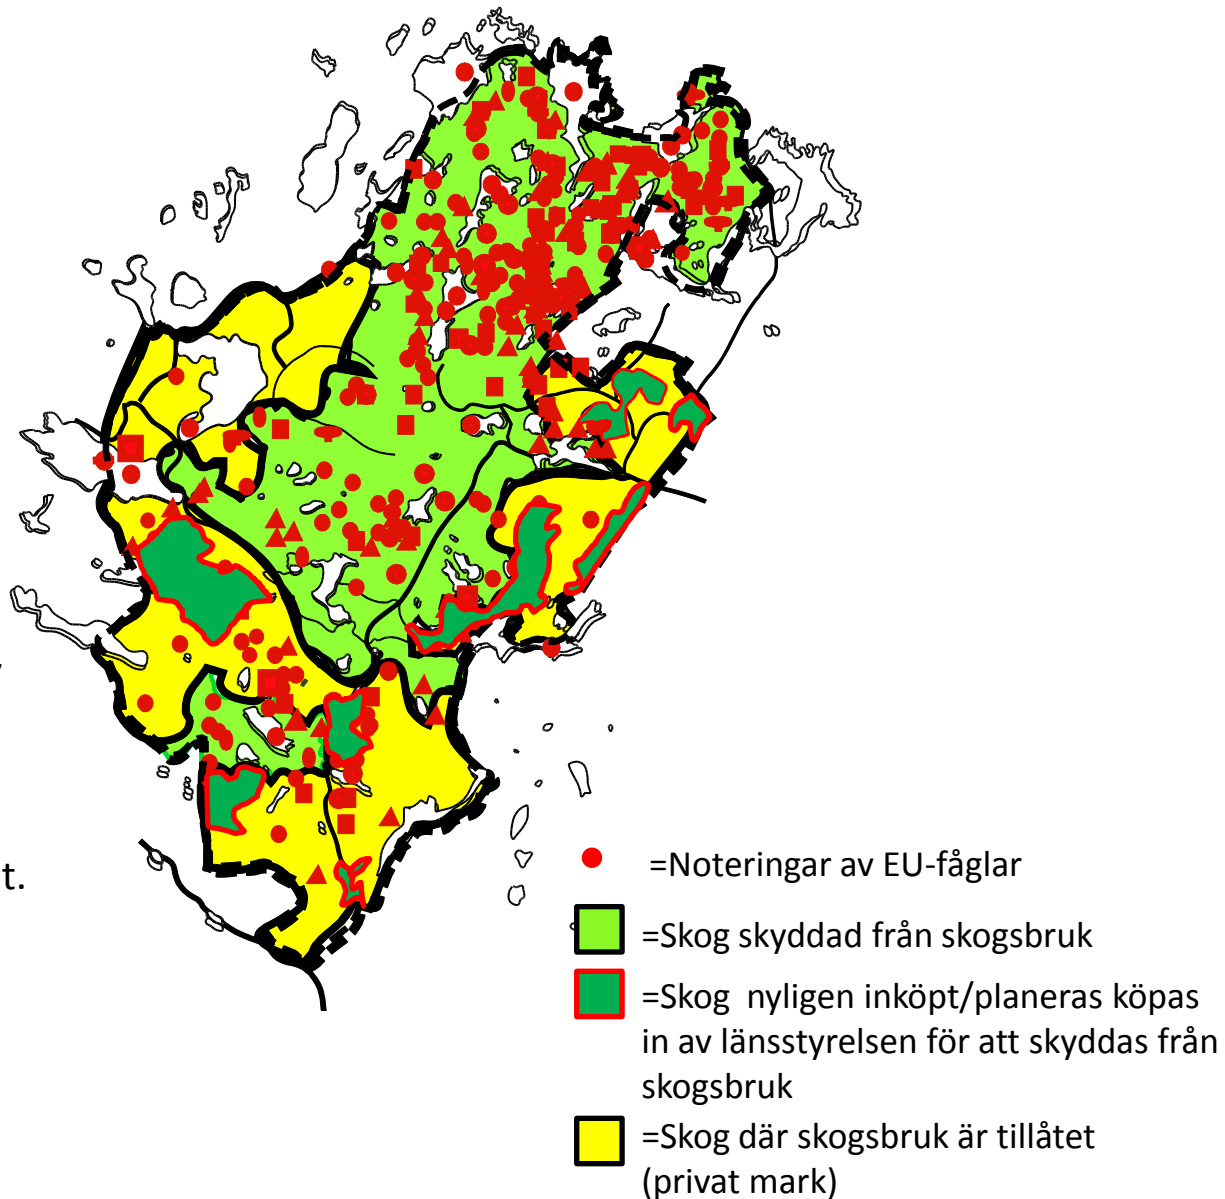 t.
=Noteringar av EU-fåglar
=Skog skyddad från skogsbruk
=Skog nyligen inköpt/planeras köpas
in av länsstyrelsen för att skyddas från
skogsbruk
=Skog där skogsbruk är tillåtet
(privat mark)